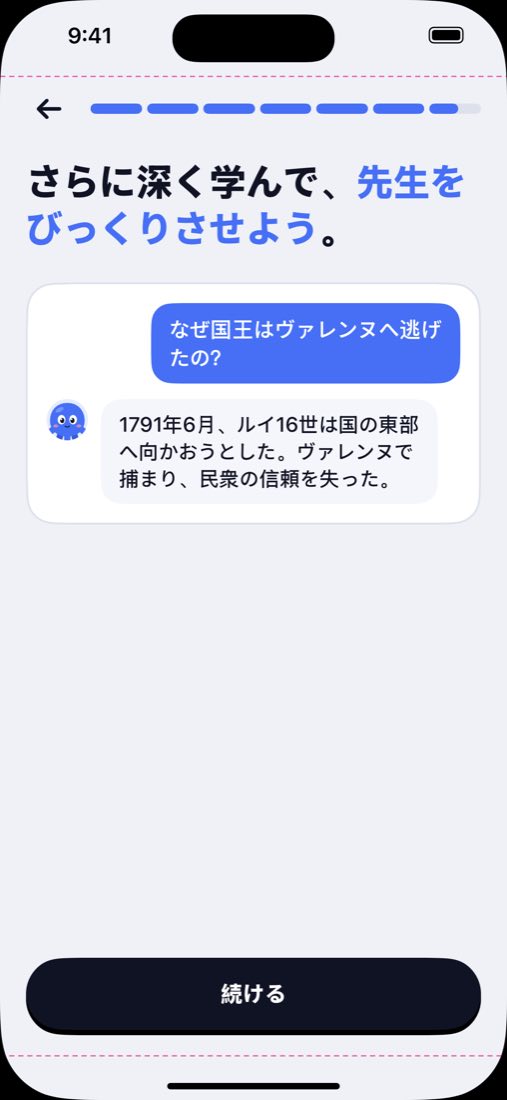 9:41
さらに深く学んで、先生を
びっくりさせよう。
なぜ国王はヴァレンヌへ逃げ
たの?
1791年6月、ルイ16世は国の東部
へ向かおうとした。ヴァレンヌで
捕まり、民衆の信頼を失った。
続ける